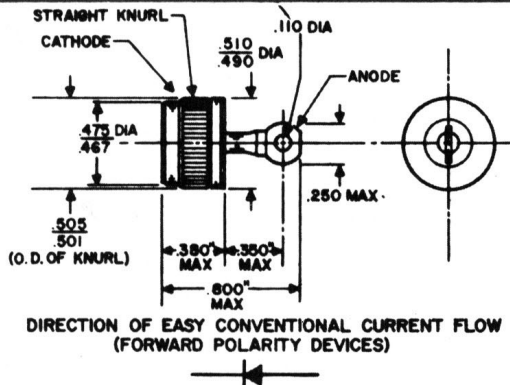 STRAIGHT KNURL
CATHODE
.510
.490 DIA
.110 DIA
ANODE
.475 DIA
.467
.250 MAX.
.505
.501
(O.D. OF KNURL)
.380" MAX
.350" MAX
.800" MAX
DIRECTION OF EASY CONVENTIONAL CURRENT FLOW
(FORWARD POLARITY DEVICES)